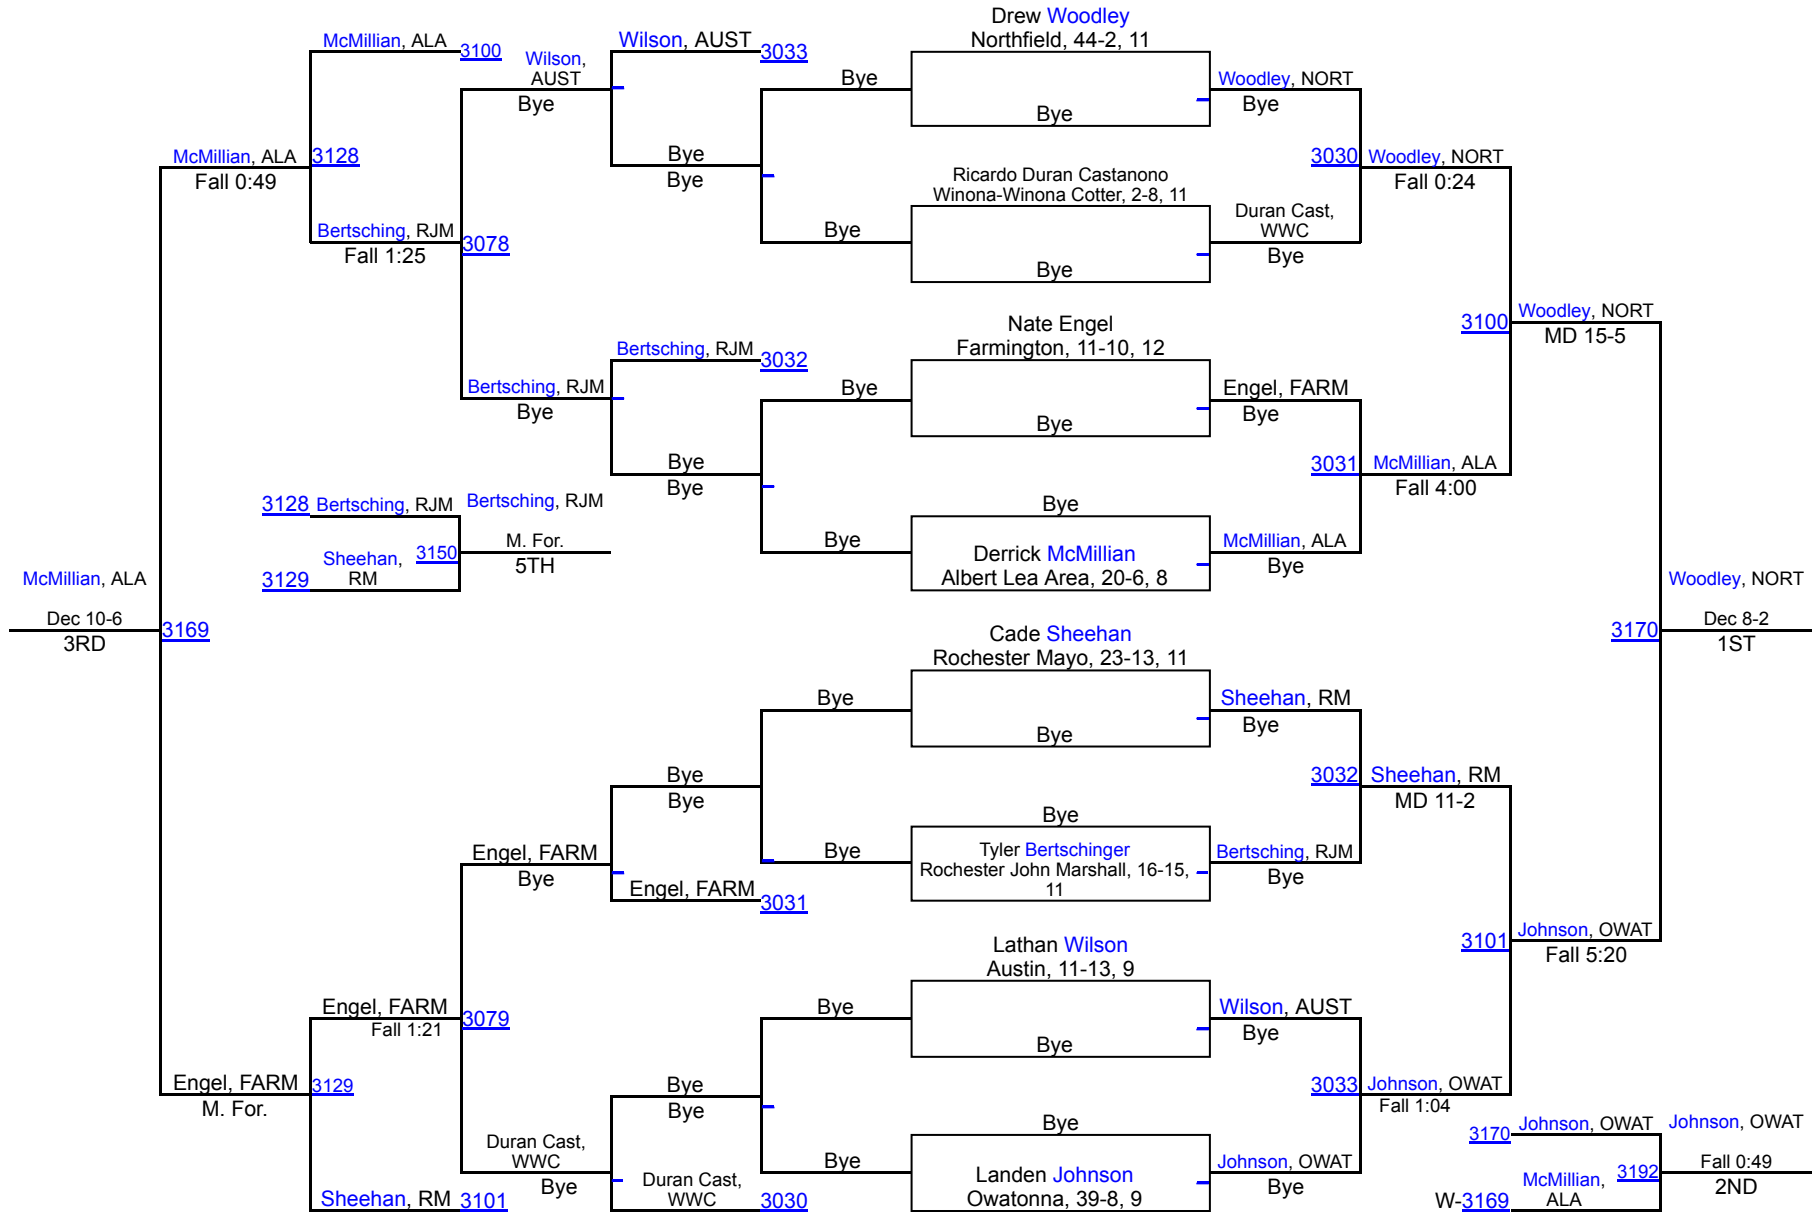 Drew Woodley
Northfield, 44-2, 11
McMillian, ALA
3100
Wilson, AUST
3033
Wilson,
AUST
Bye
Bye
Woodley, NORT
Bye
Bye
McMillian, ALA
Fall 0:49
3128
Bye
Bye
3030
Woodley, NORT
Fall 0:24
Ricardo Duran Castanono
Winona-Winona Cotter, 2-8, 11
Bertsching, RJM
Fall 1:25
3078
Bye
Duran Cast,
WWC
Bye
Bye
Nate Engel
Farmington, 11-10, 12
3100
Woodley, NORT
MD 15-5
Bertsching, RJM
3032
Bertsching, RJM
Bye
Bye
Engel, FARM
Bye
Bye
Bye
Bye
3031
McMillian, ALA
Fall 4:00
3128
Bertsching, RJM
Bertsching, RJM
Bye
Sheehan,
RM
3129
3150
M. For.
5TH
Bye
Derrick McMillian
Albert Lea Area, 20-6, 8
McMillian, ALA
Bye
McMillian, ALA
Dec 10-6
3RD
3169
Cade Sheehan
Rochester Mayo, 23-13, 11
3170
Woodley, NORT
Dec 8-2
1ST
Bye
Sheehan, RM
Bye
Bye
Bye
Bye
3032
Sheehan, RM
MD 11-2
Bye
Engel, FARM
Bye
Bye
Tyler Bertschinger
Rochester John Marshall, 16-15,
11
Bertsching, RJM
Bye
Engel, FARM
3031
Lathan Wilson
Austin, 11-13, 9
3101
Johnson, OWAT
Fall 5:20
Engel, FARM
Fall 1:21
3079
Bye
Wilson, AUST
Bye
Bye
Engel, FARM
M. For.
3129
Bye
Bye
3033
Johnson, OWAT
Fall 1:04
Bye
Duran Cast,
WWC
Bye
Bye
Landen Johnson
Owatonna, 39-8, 9
Johnson, OWAT
Bye
Sheehan, RM
3101
Duran Cast,
WWC
3030
3170
Johnson, OWAT
Johnson, OWAT
W-3169
McMillian,
ALA
3192
Fall 0:49
2ND